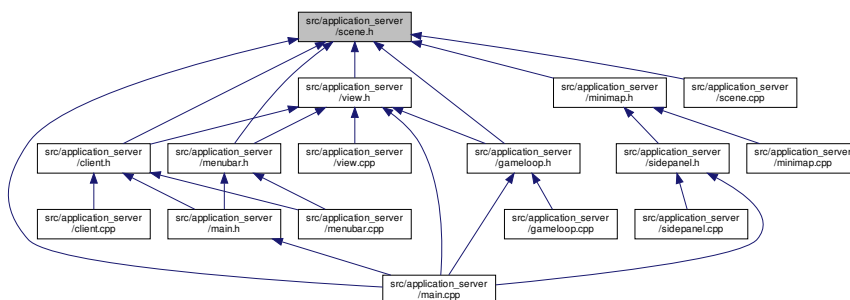 src/application_server
/scene.h
src/application_server
/view.h
src/application_server
/minimap.h
src/application_server
/scene.cpp
src/application_server
/client.h
src/application_server
/menubar.h
src/application_server
/view.cpp
src/application_server
/gameloop.h
src/application_server
/sidepanel.h
src/application_server
/minimap.cpp
src/application_server
/client.cpp
src/application_server
/main.h
src/application_server
/menubar.cpp
src/application_server
/gameloop.cpp
src/application_server
/sidepanel.cpp
src/application_server
/main.cpp